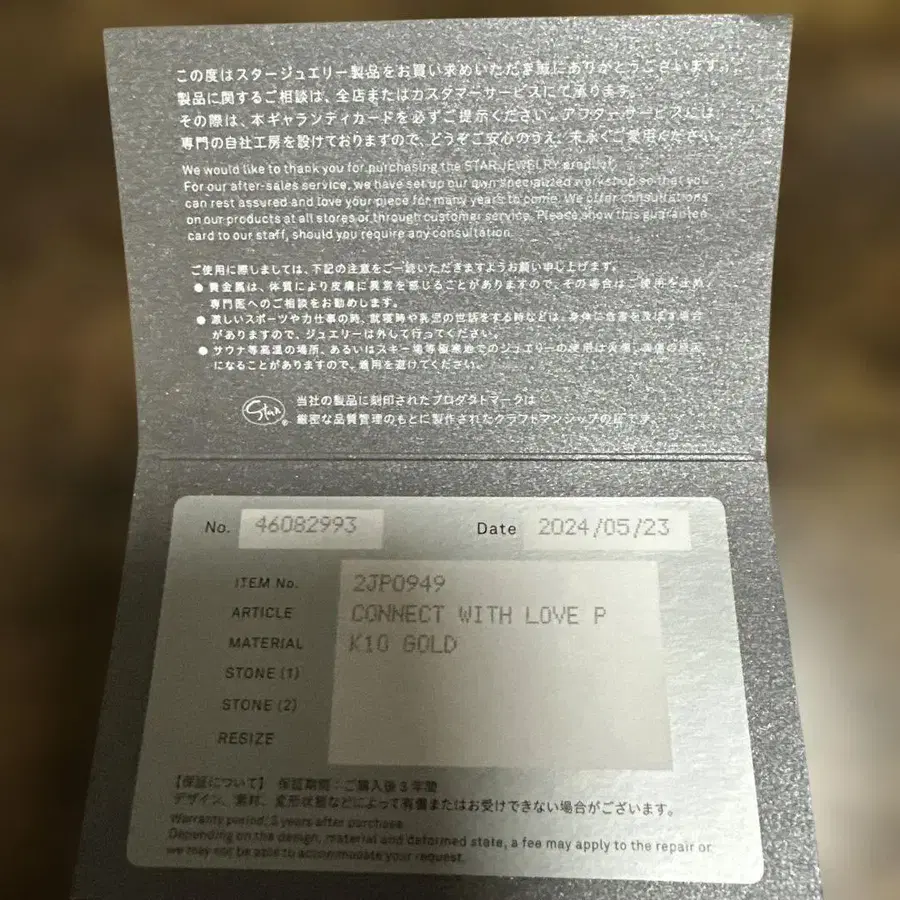 この度はスタージュエリー製品をお買い求めいただき誠にありがとうございます。
製品に関するご相談は、全店またはカスタマーサービスにて承ります。
その際は、本ギャランティカードを必ずご提示ください。アフターサービスには
専門の自社工房を設けておりますので、どうぞご安心のうえ、末永くご愛用ください。
We would like to thank you for purchasing the STAR JEWELRY product.
For our after-sales service, we have set up our own specialized workshop so that you
can rest assured and love your piece for many years to come. We offer consultations
on our products at all stores or through customer service. Please show this guarantee
card to our staff, should you require any consultation.
ご使用に際しましては、下記の注意をご一読いただきますようお願い申し上げます。
● 貴金属は、体質により皮膚に異常を感じることがありますので、その場合はご使用を止め、
専門医へのご相談をお勧めします。
● 激しいスポーツや力仕事の時、就寝時や乳児の世話をする時などは、身体に危害を及ぼす場合
がありますので、ジュエリーは外して行ってください。
● サウナ等高温の場所、あるいはスキー場等極寒地でのジュエリーの使用は火傷、凍傷の原因
になることがありますので、着用を避けてください。
Star ® 当社の製品に刻印されたプロダクトマークは
厳密な品質管理のもとに製作されたクラフトマンシップの証です。
No. 46082993 Date 2024/05/23
ITEM No. 2JP0949
ARTICLE CONNECT WITH LOVE P
MATERIAL K10 GOLD
STONE (1)
STONE (2)
RESIZE
【保証について】 保証期間：ご購入後3年間
デザイン、素材、変形状態などによって有償またはお受けできない場合がございます。
Warranty period: 3 years after purchase
Depending on the design, material and deformed state, a fee may apply to the repair or
we may not be able to accommodate your request.